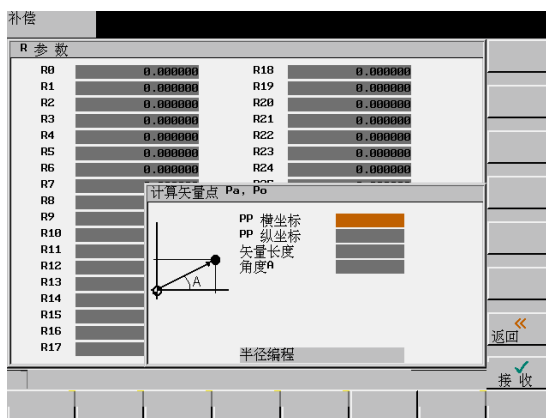 补偿
R 参 数
R0 0.000000 R18 0.000000
R1 0.000000 R19 0.000000
R2 0.000000 R20 0.000000
R3 0.000000 R21 0.000000
R4 0.000000 R22 0.000000
R5 0.000000 R23 0.000000
R6 0.000000 R24 0.000000
R7
R8
R9
R10
R11
R12
R13
R14
R15
R16
R17
计算矢量点 Pa, Po
PP 横坐标
PP 纵坐标
矢量长度
角度A
A
半径编程
返回
接 收